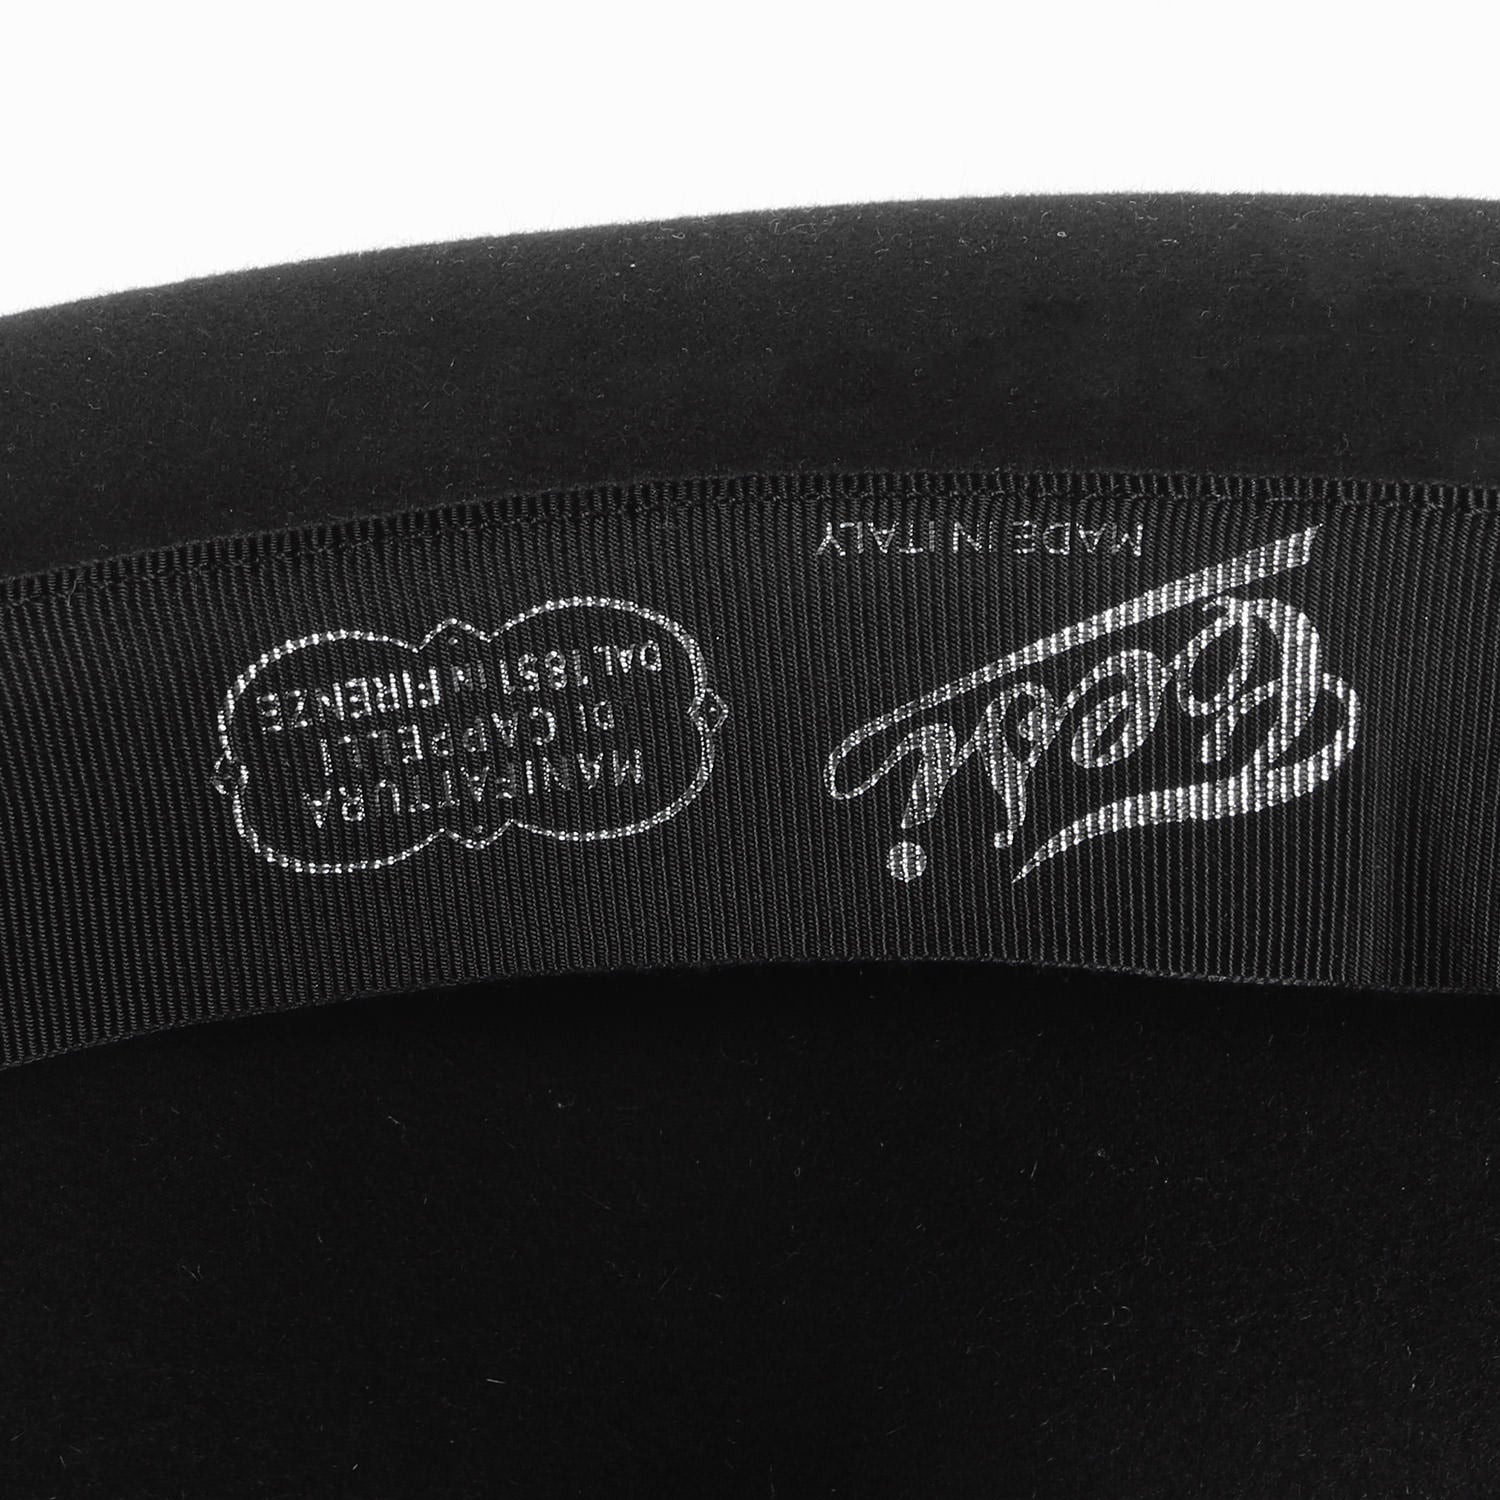 Tesi
MADE IN ITALY
MANIFATTURA
DI CAPPELLI
DAL 1851 IN FIRENZE